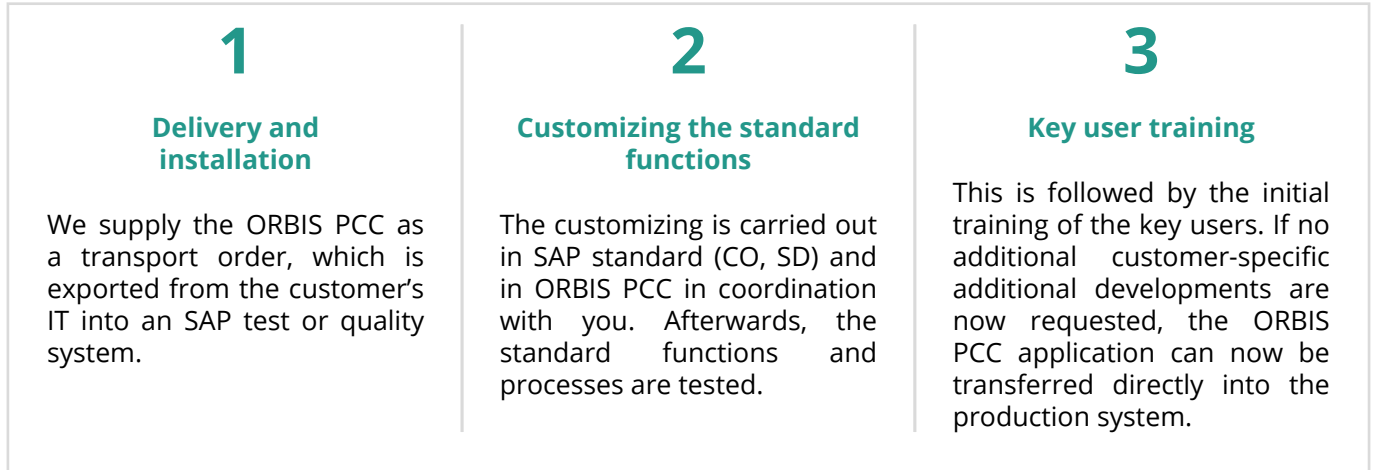 1
Delivery and
installation
We supply the ORBIS PCC as
a transport order, which is
exported from the customer's
IT into an SAP test or quality
system.
2
Customizing the standard
functions
The customizing is carried out
in SAP standard (CO, SD) and
in ORBIS PCC in coordination
with you. Afterwards, the
standard functions and
processes are tested.
3
Key user training
This is followed by the initial
training of the key users. If no
additional customer-specific
additional developments are
now requested, the ORBIS
PCC application can now be
transferred directly into the
production system.